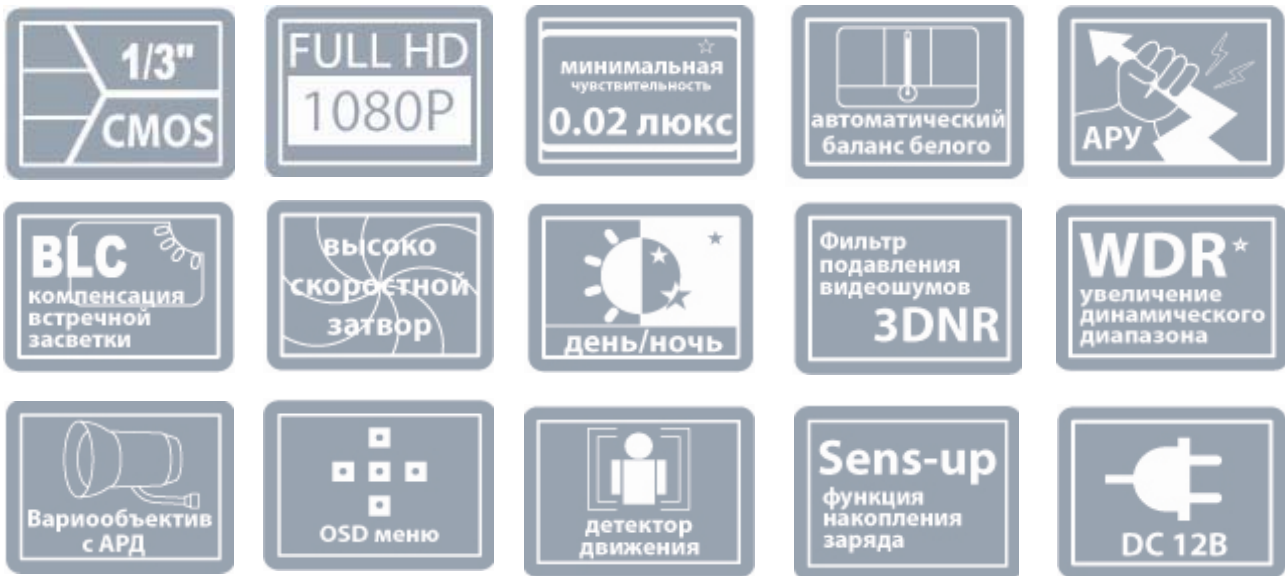 1/3"
CMOS
FULL HD
1080P
минимальная
чувствительность
0.02 люкс
автоматический
баланс белого
АРУ
BLC
компенсация
встречной
засветки
высоко
скоростной
затвор
день/ночь
Фильтр
подавления
видеошумов
3DNR
WDR
увеличение
динамического
диапазона
Вариообъектив
с АРД
OSD меню
детектор
движения
Sens-up
функция
накопления
заряда
DC 12В